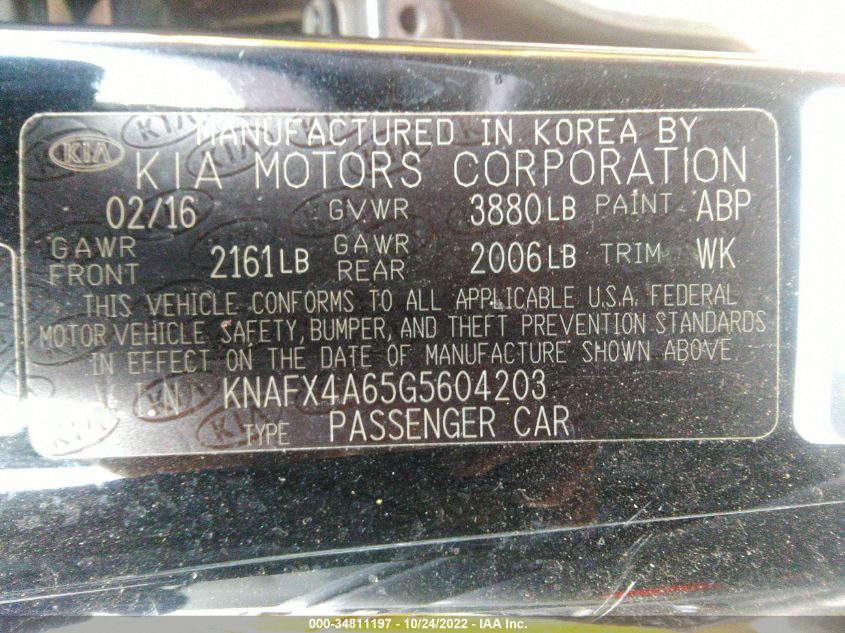 MANUFACTURED IN KOREA BY
KIA KIA MOTORS CORPORATION
02/16 GVWR 3880LB PAINT ABP
GAWR FRONT 2161LB GAWR REAR 2006LB TRIM WK
THIS VEHICLE CONFORMS TO ALL APPLICABLE U.S.A. FEDERAL
MOTOR VEHICLE SAFETY, BUMPER, AND THEFT PREVENTION STANDARDS
IN EFFECT ON THE DATE OF MANUFACTURE SHOWN ABOVE
V I N KNAFX4A65G5604203
TYPE PASSENGER CAR
000-34811197 - 10/24/2022 - IAA Inc.